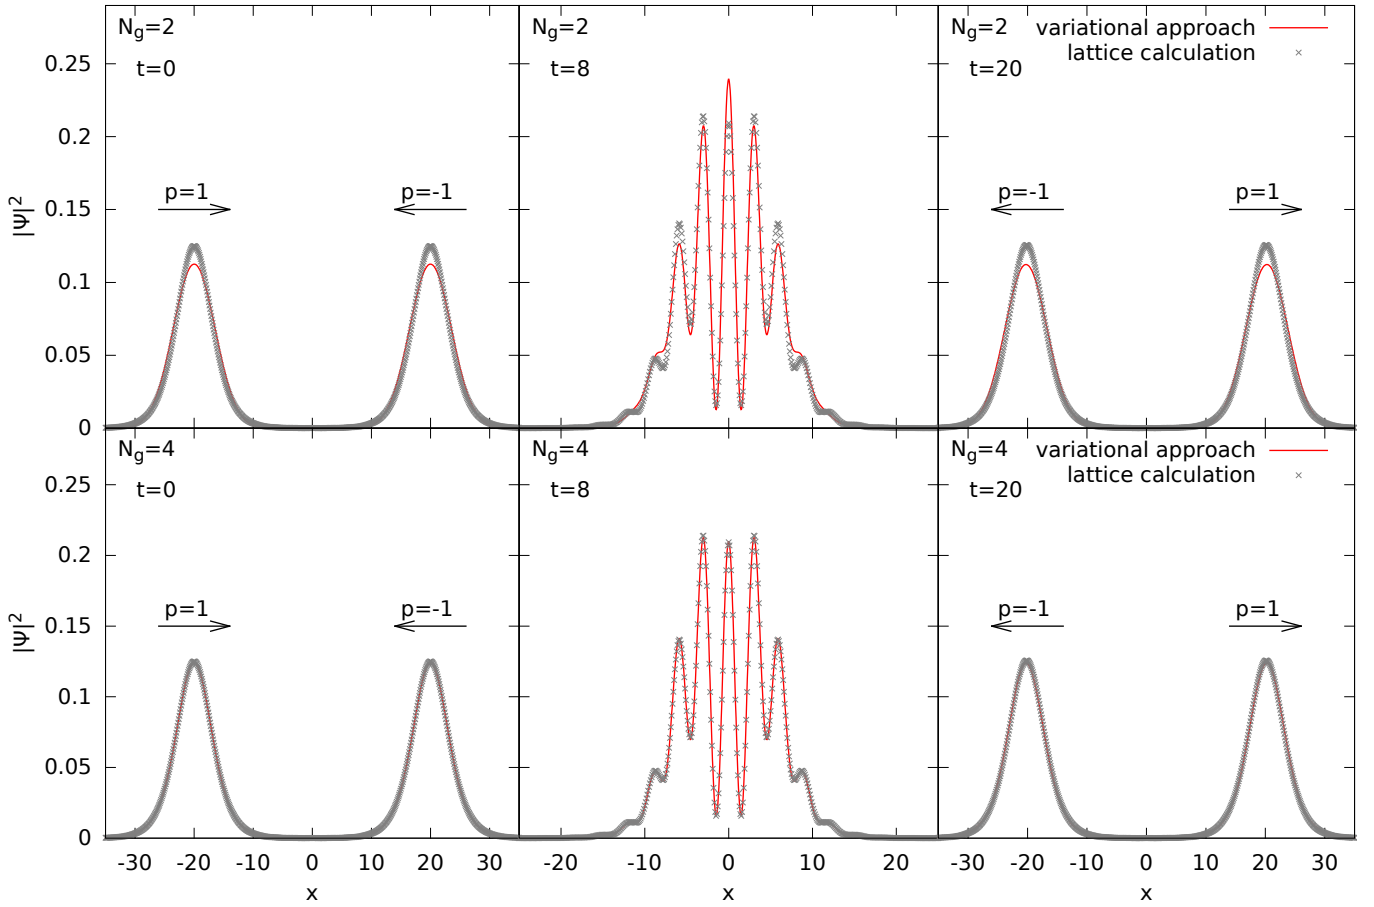 N_g=2
t=0
p=1
p=-1
N_g=2
t=8
N_g=2
t=20
variational approach
lattice calculation
p=-1
p=1
|Ψ|^2
0.25
0.2
0.15
0.1
0.05
0
N_g=4
t=0
p=1
p=-1
N_g=4
t=8
N_g=4
t=20
variational approach
lattice calculation
p=-1
p=1
|Ψ|^2
0.25
0.2
0.15
0.1
0.05
0
-30 -20 -10 0 10 20 30
-20 -10 0 10
-30 -20 -10 0 10 20 30
x
x
x